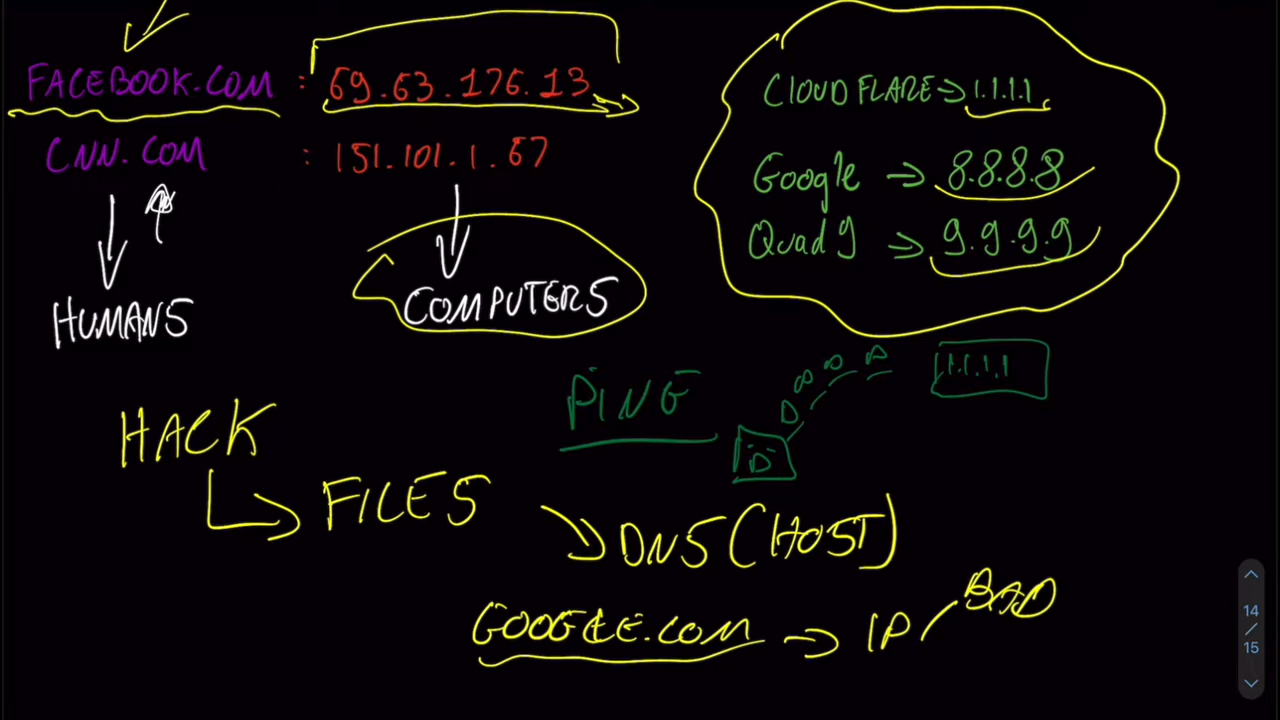 FACEBOOK.COM : 69.63.176.13
CNN.COM : 151.101.1.67
HUMANS
COMPUTERS
CLOUDFLARE → 1.1.1.1
Google → 8.8.8.8
Quad9 → 9.9.9.9
PING
1.1.1.1
D
D
HACK
FILES
DNS (HOST)
GOOGLE.COM → IP / BAD
14
/
15